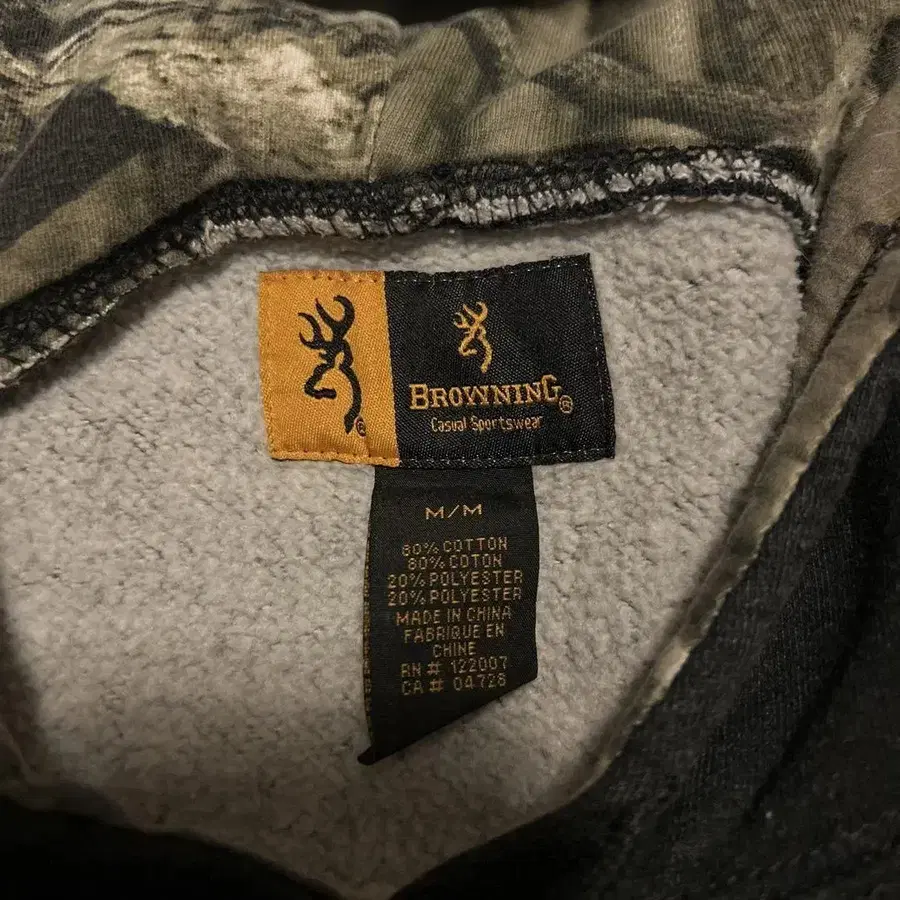 ®
BROWNING®
Casual Sportswear
M/M
80% COTTON
80% COTON
20% POLYESTER
20% POLYESTER
MADE IN CHINA
FABRIQUE EN
CHINE
RN # 122007
CA # 04728